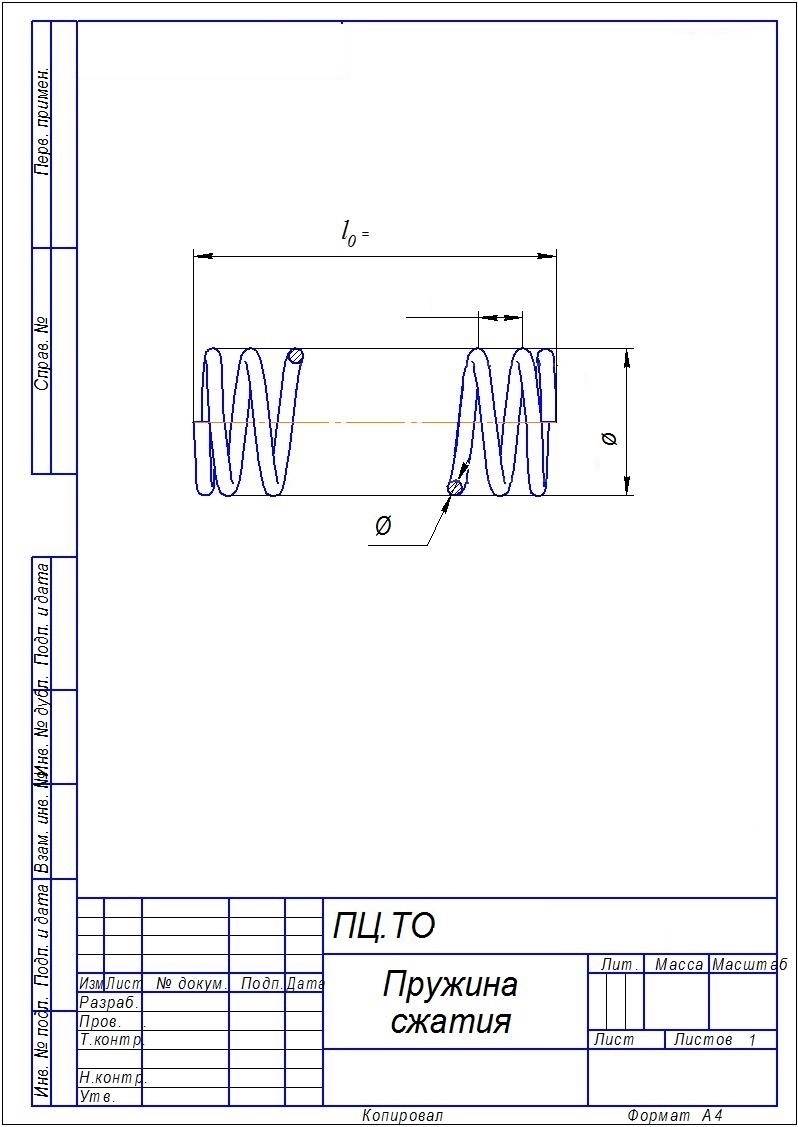 Перв. примен.
Справ. №
l0 =
Ø
Ø
Подп. и дата
Инв. № дубл.
Взам. инв. №
Подп. и дата
Инв. № подл.
ПЦ.ТО
Изм Лист № докум. Подп. Дата
Разраб.
Пров.
Т.контр.
Н.контр.
Утв.
Пружина
сжатия
Лит. Масса Масштаб
Лист Листов 1
Копировал Формат А4